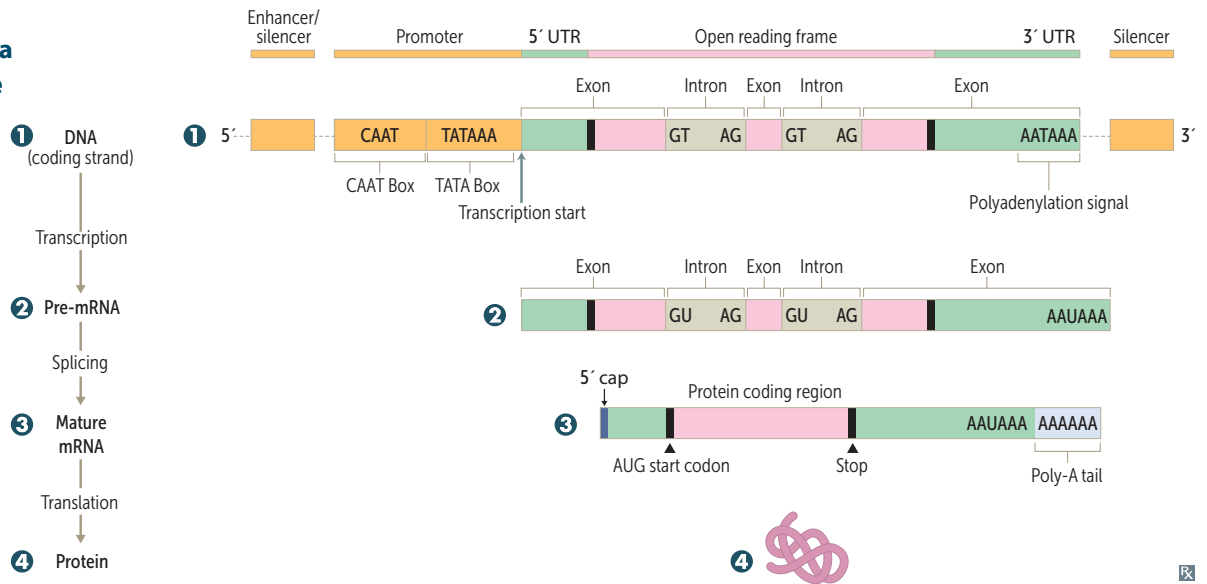 a
e
Enhancer/
silencer
Promoter
5´ UTR
Open reading frame
3´ UTR
Silencer
Exon
Intron
Exon
Intron
Exon
1
DNA
(coding strand)
1
5´
CAAT
TATAAA
GT
AG
GT
AG
AATAAA
3´
CAAT Box
TATA Box
Transcription start
Polyadenylation signal
Transcription
Exon
Intron
Exon
Intron
Exon
2
Pre-mRNA
2
GU
AG
GU
AG
AAUAAA
Splicing
5´ cap
Protein coding region
3
Mature
mRNA
3
AAUAAA
AAAAAA
AUG start codon
Stop
Poly-A tail
Translation
4
Protein
4
Rx